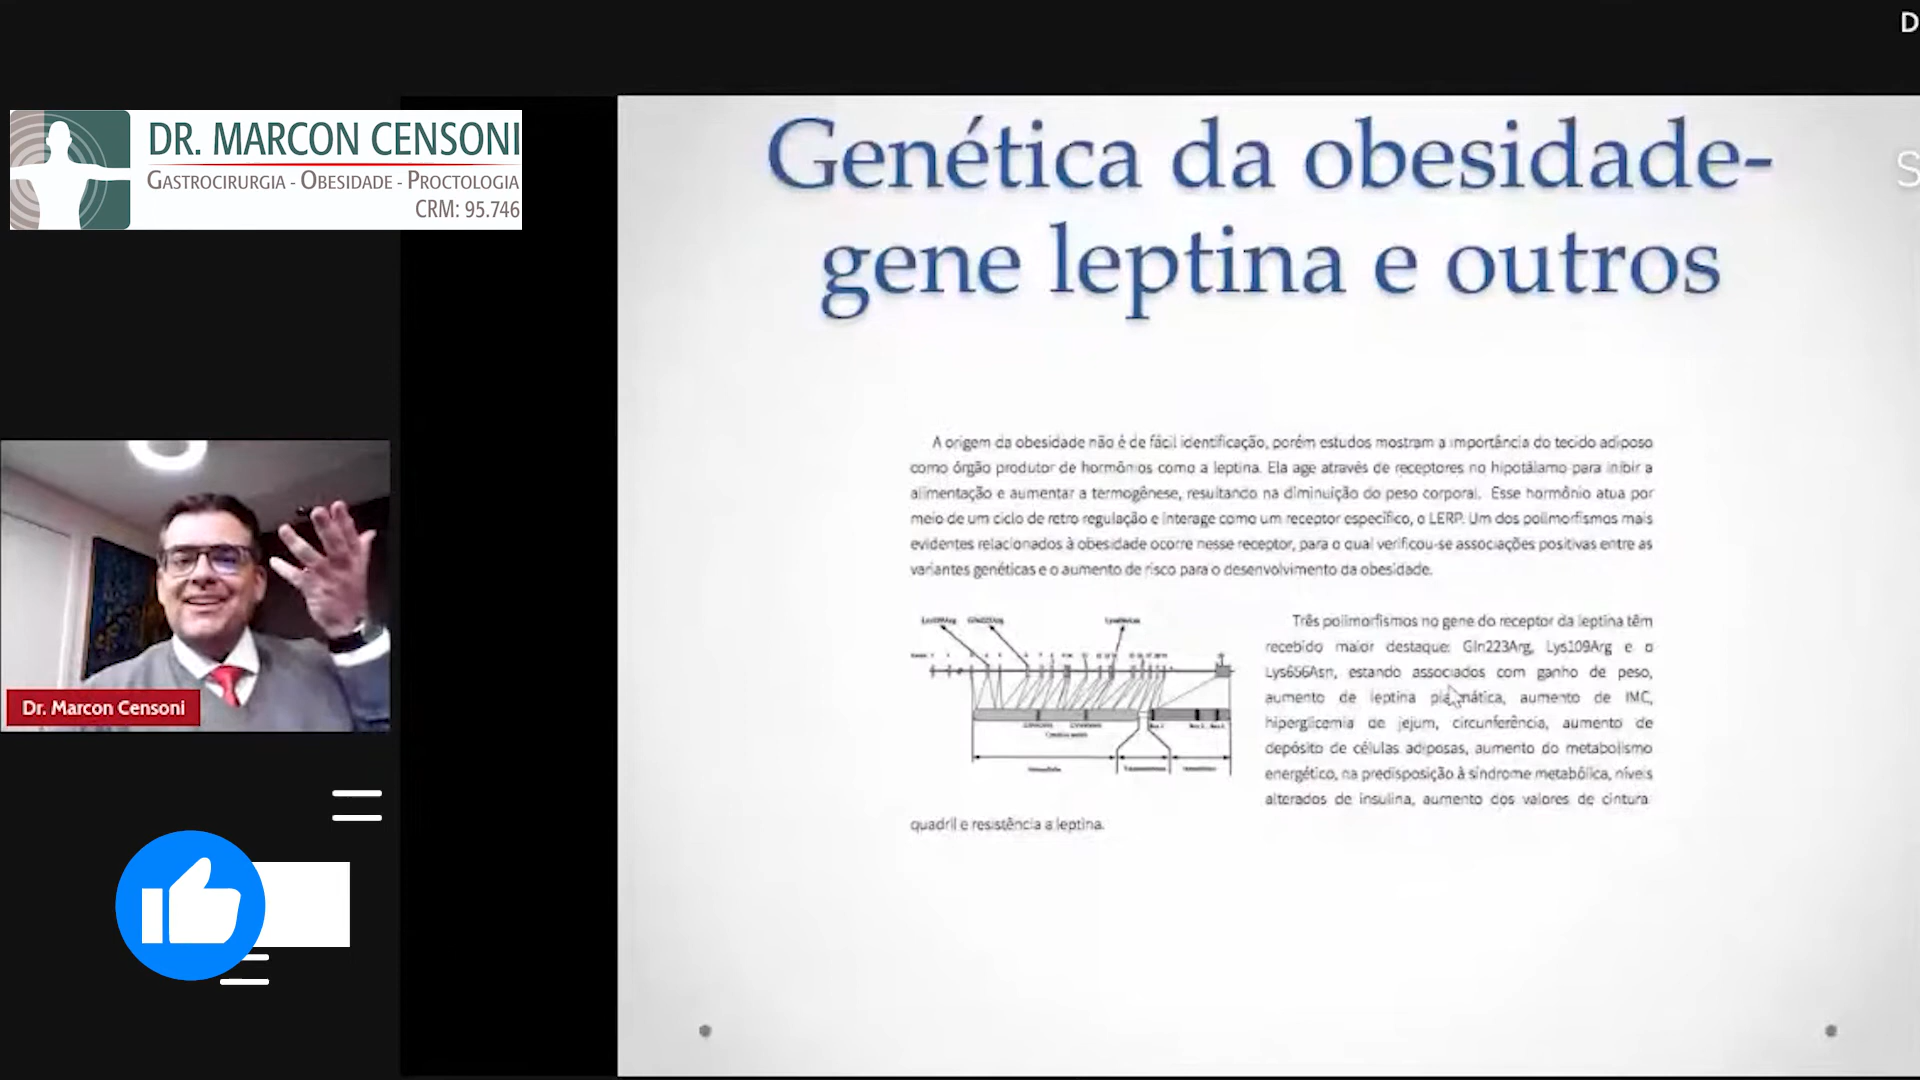 D
S
DR. MARCON CENSONI
GASTROCIRURGIA - OBESIDADE - PROCTOLOGIA
CRM: 95.746
Genética da obesidade-
gene leptina e outros
A origem da obesidade não é de fácil identificação, porém estudos mostram a importância do tecido adiposo
como órgão produtor de hormônios como a leptina. Ela age através de receptores no hipotálamo para inibir a
alimentação e aumentar a termogênese, resultando na diminuição do peso corporal. Esse hormônio atua por
meio de um ciclo de retro regulação e interage como um receptor específico, o LERP. Um dos polimorfismos mais
evidentes relacionados à obesidade ocorre nesse receptor, para o qual verificou-se associações positivas entre as
variantes genéticas e o aumento de risco para o desenvolvimento da obesidade.
Três polimorfismos no gene do receptor da leptina têm
recebido maior destaque: Gln223Arg, Lys109Arg e o
Lys656Asn, estando associados com ganho de peso,
aumento de leptina plasmática, aumento de IMC,
hiperglicemia de jejum, circunferência, aumento de
depósito de células adiposas, aumento do metabolismo
energético, na predisposição à síndrome metabólica, níveis
alterados de insulina, aumento dos valores de cintura
quadril e resistência a leptina.
Dr. Marcon Censoni